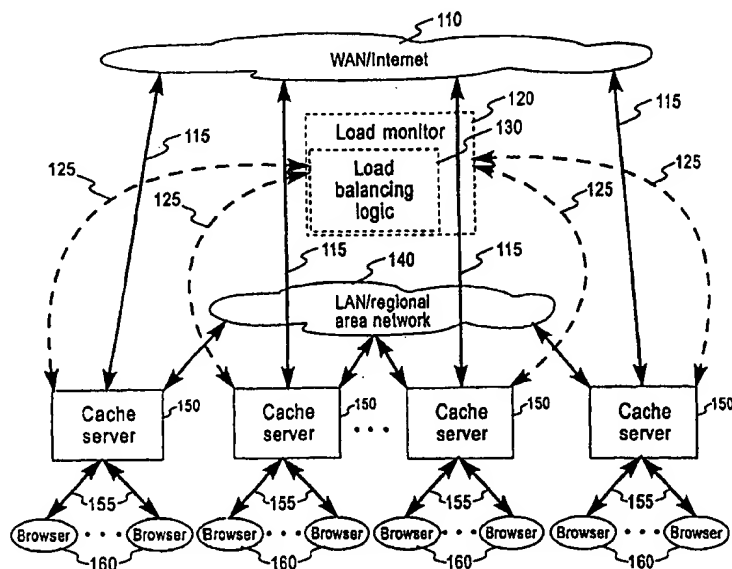 110
WAN/Internet
120
Load monitor
130
115
115
125
Load
balancing
logic
125
125
125
115
140
115
LAN/regional
area network
Cache
server
150
Cache
server
150
...
Cache
server
150
Cache
server
150
155
155
155
155
Browser ... Browser
Browser ... Browser
Browser ... Browser
Browser ... Browser
160
160
160
160